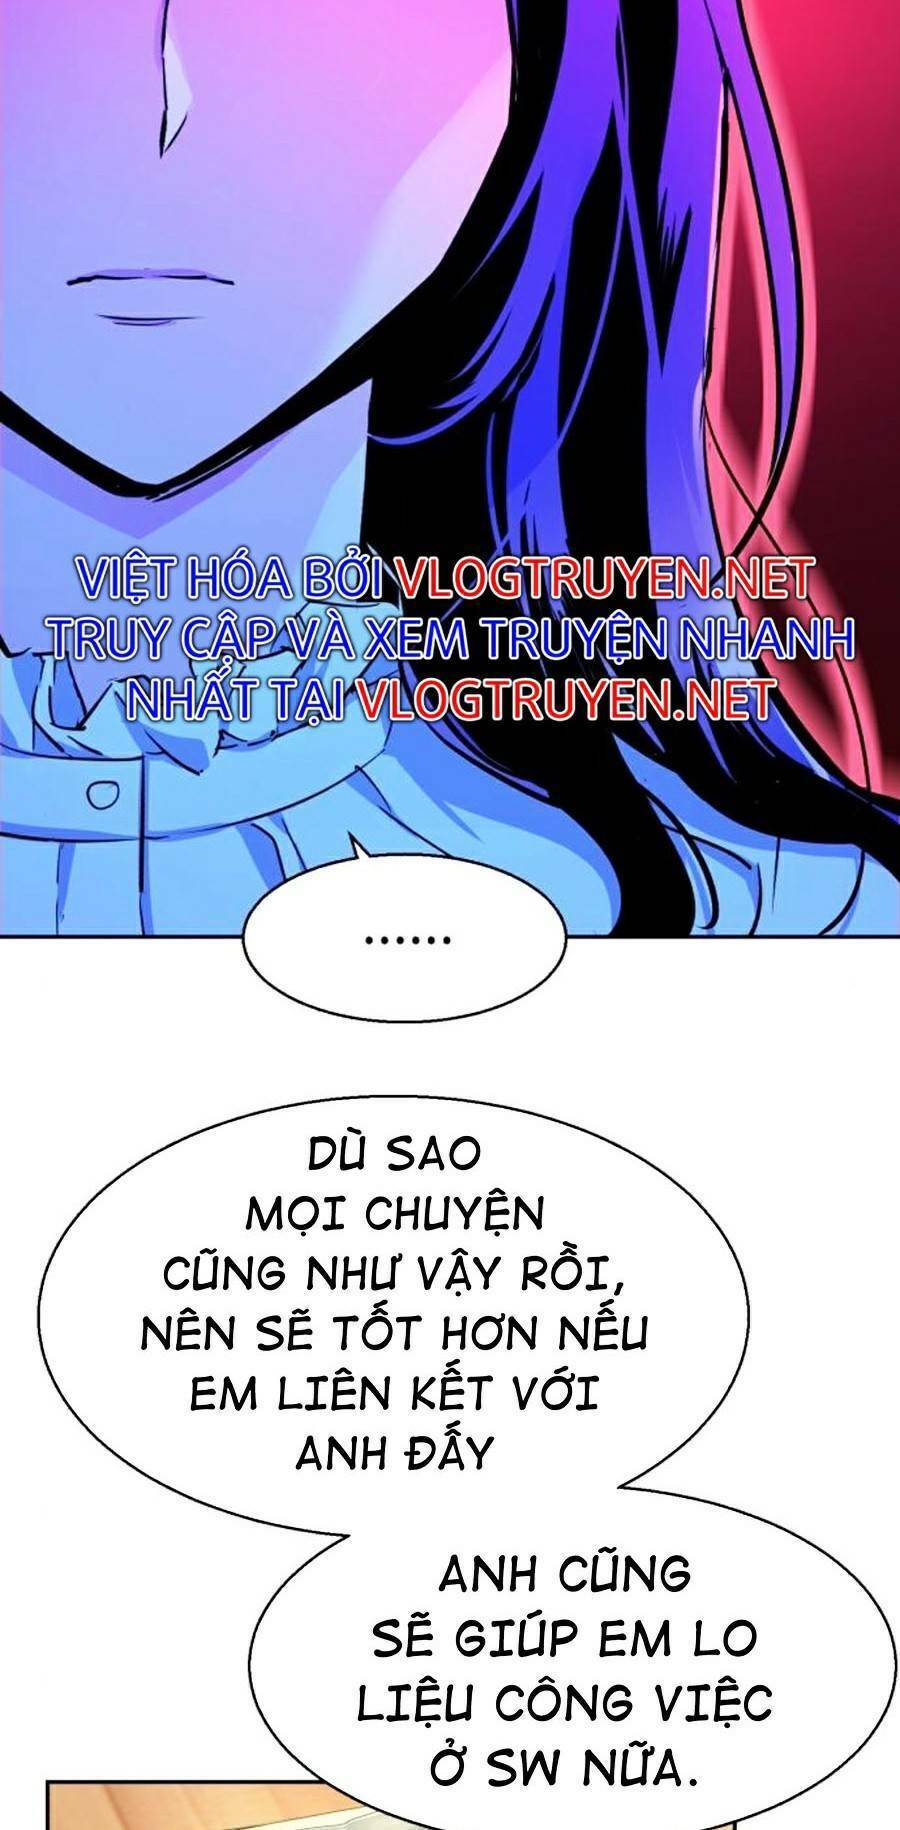 VIỆT HÓA BỞI VLOGTRUYEN.NET
TRUY CẬP VÀ XEM TRUYỆN NHANH
NHẤT TẠI VLOGTRUYEN.NET
......
DÙ SAO
MỌI CHUYỆN
CŨNG NHƯ VẬY RỒI,
NÊN SẼ TỐT HƠN NẾU
EM LIÊN KẾT VỚI
ANH ĐẤY
ANH CŨNG
SẼ GIÚP EM LO
LIỆU CÔNG VIỆC
Ở SW NỮA.